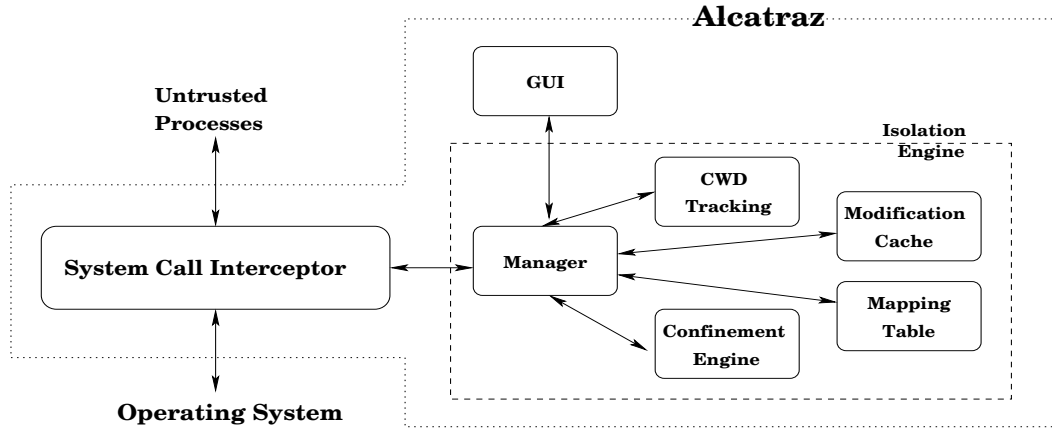 Alcatraz
GUI
Untrusted
Processes
Isolation
Engine
CWD
Tracking
Modification
Cache
System Call Interceptor
Manager
Mapping
Table
Confinement
Engine
Operating System